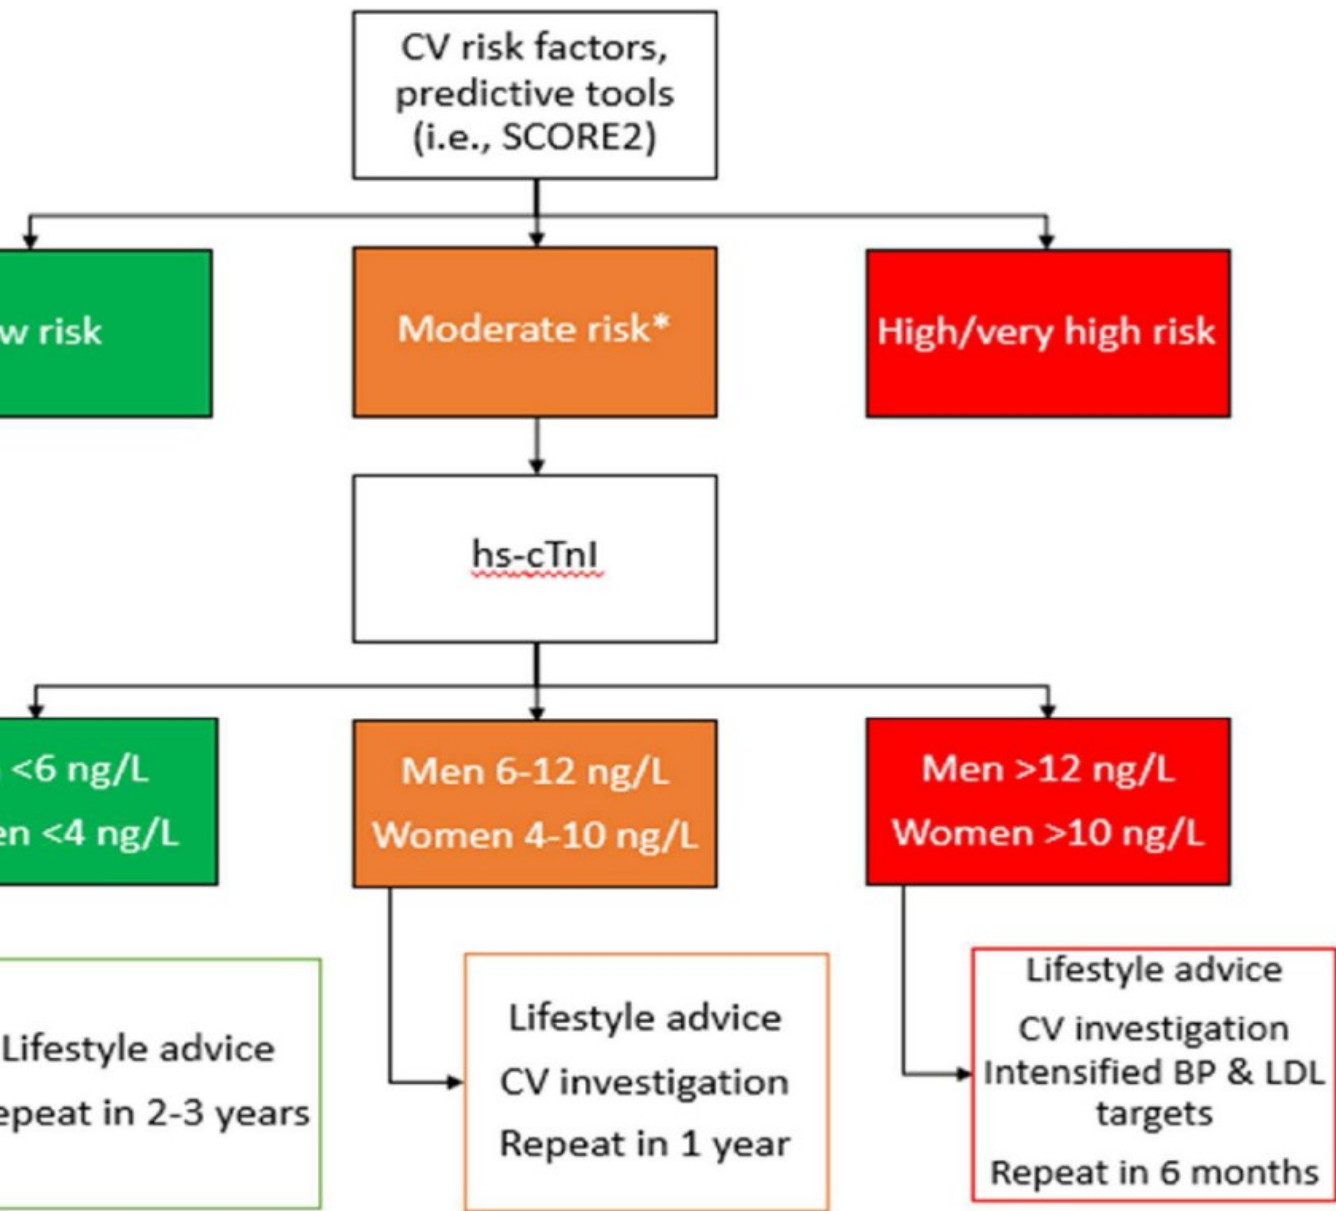 CV risk factors,
predictive tools
(i.e., SCORE2)
w risk
Moderate risk*
High/very high risk
hs-cTnI
<6 ng/L
en <4 ng/L
Men 6-12 ng/L
Women 4-10 ng/L
Men >12 ng/L
Women >10 ng/L
Lifestyle advice
epeat in 2-3 years
Lifestyle advice
CV investigation
Repeat in 1 year
Lifestyle advice
CV investigation
Intensified BP & LDL
targets
Repeat in 6 months